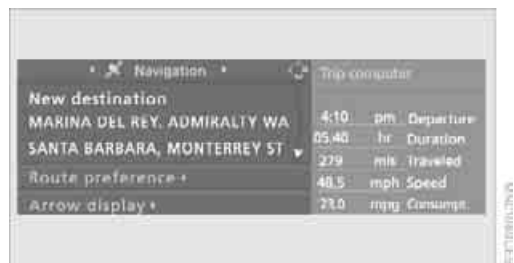 Navigation
New destination
MARINA DEL REY, ADMIRALTY WA
SANTA BARBARA, MONTERREY ST
Route preference
Arrow display
Trip computer
4:10 pm Departure
05.40 hr Duration
279 mls Traveled
48.5 mph Speed
23.0 mpg Consumpt.